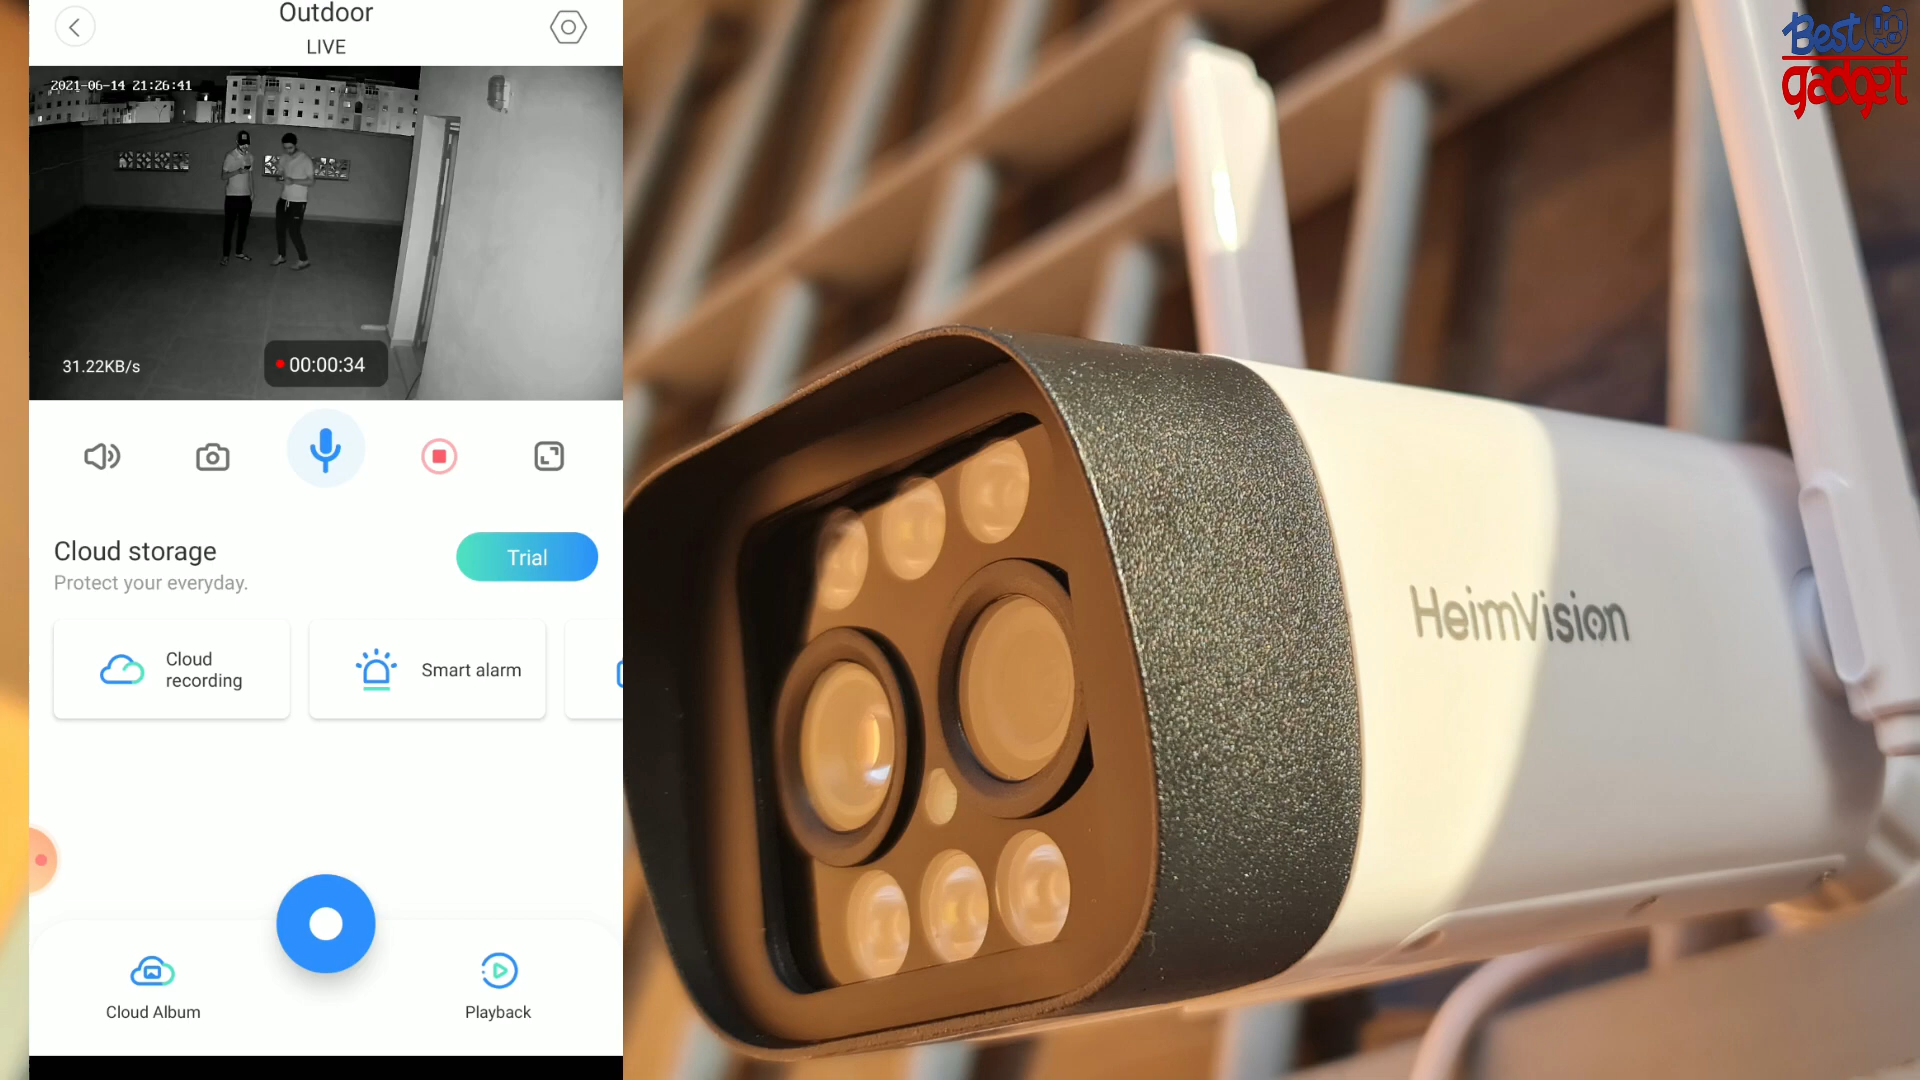 Outdoor
LIVE
2021-06-14 21:26:41
31.22KB/s
00:00:34
Cloud storage
Protect your everyday.
Trial
Cloud
recording
Smart alarm
Cloud Album
Playback
HeimVision
Best
gadget